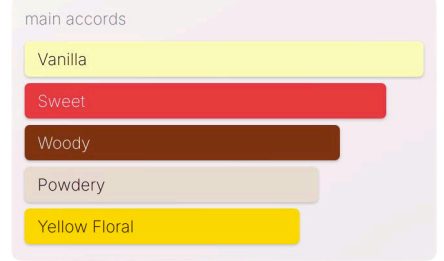 main accords
Vanilla
Sweet
Woody
Powdery
Yellow Floral